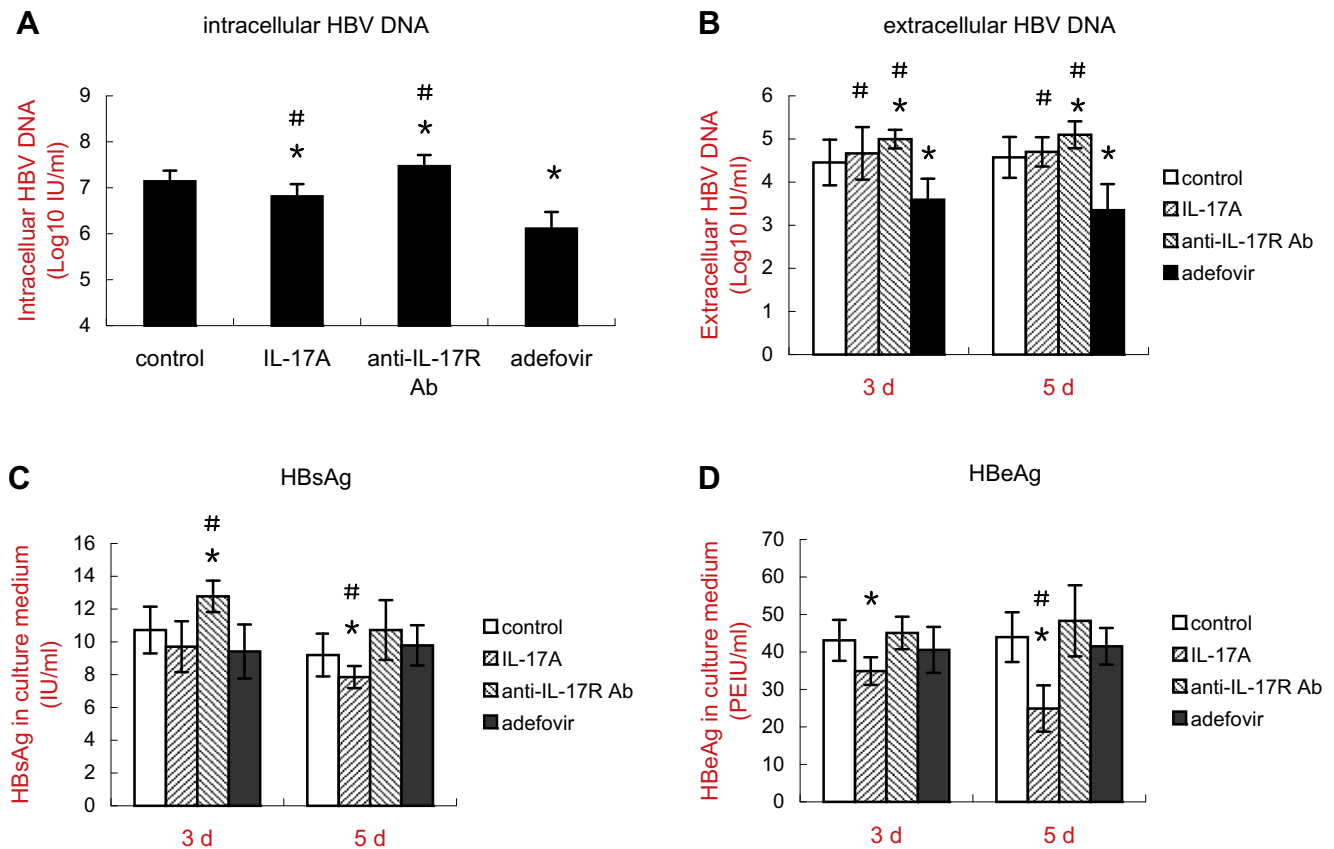 A
intracellular HBV DNA
Intracelluar HBV DNA
(Log10 IU/ml)
9
8
7
6
5
4
#
*
#
*
*
control
IL-17A
anti-IL-17R
Ab
adefovir
B
extracellular HBV DNA
Extracelluar HBV DNA
(Log10 IU/ml)
6
5
4
3
2
1
0
#
#
*
*
#
#
*
*
3 d
5 d
control
IL-17A
anti-IL-17R Ab
adefovir
C
HBsAg
HBsAg in culture medium
(IU/ml)
16
14
12
10
8
6
4
2
0
#
*
#
*
3 d
5 d
control
IL-17A
anti-IL-17R Ab
adefovir
D
HBeAg
HBeAg in culture medium
(PEIU/ml)
70
60
50
40
30
20
10
0
*
#
*
3 d
5 d
control
IL-17A
anti-IL-17R Ab
adefovir